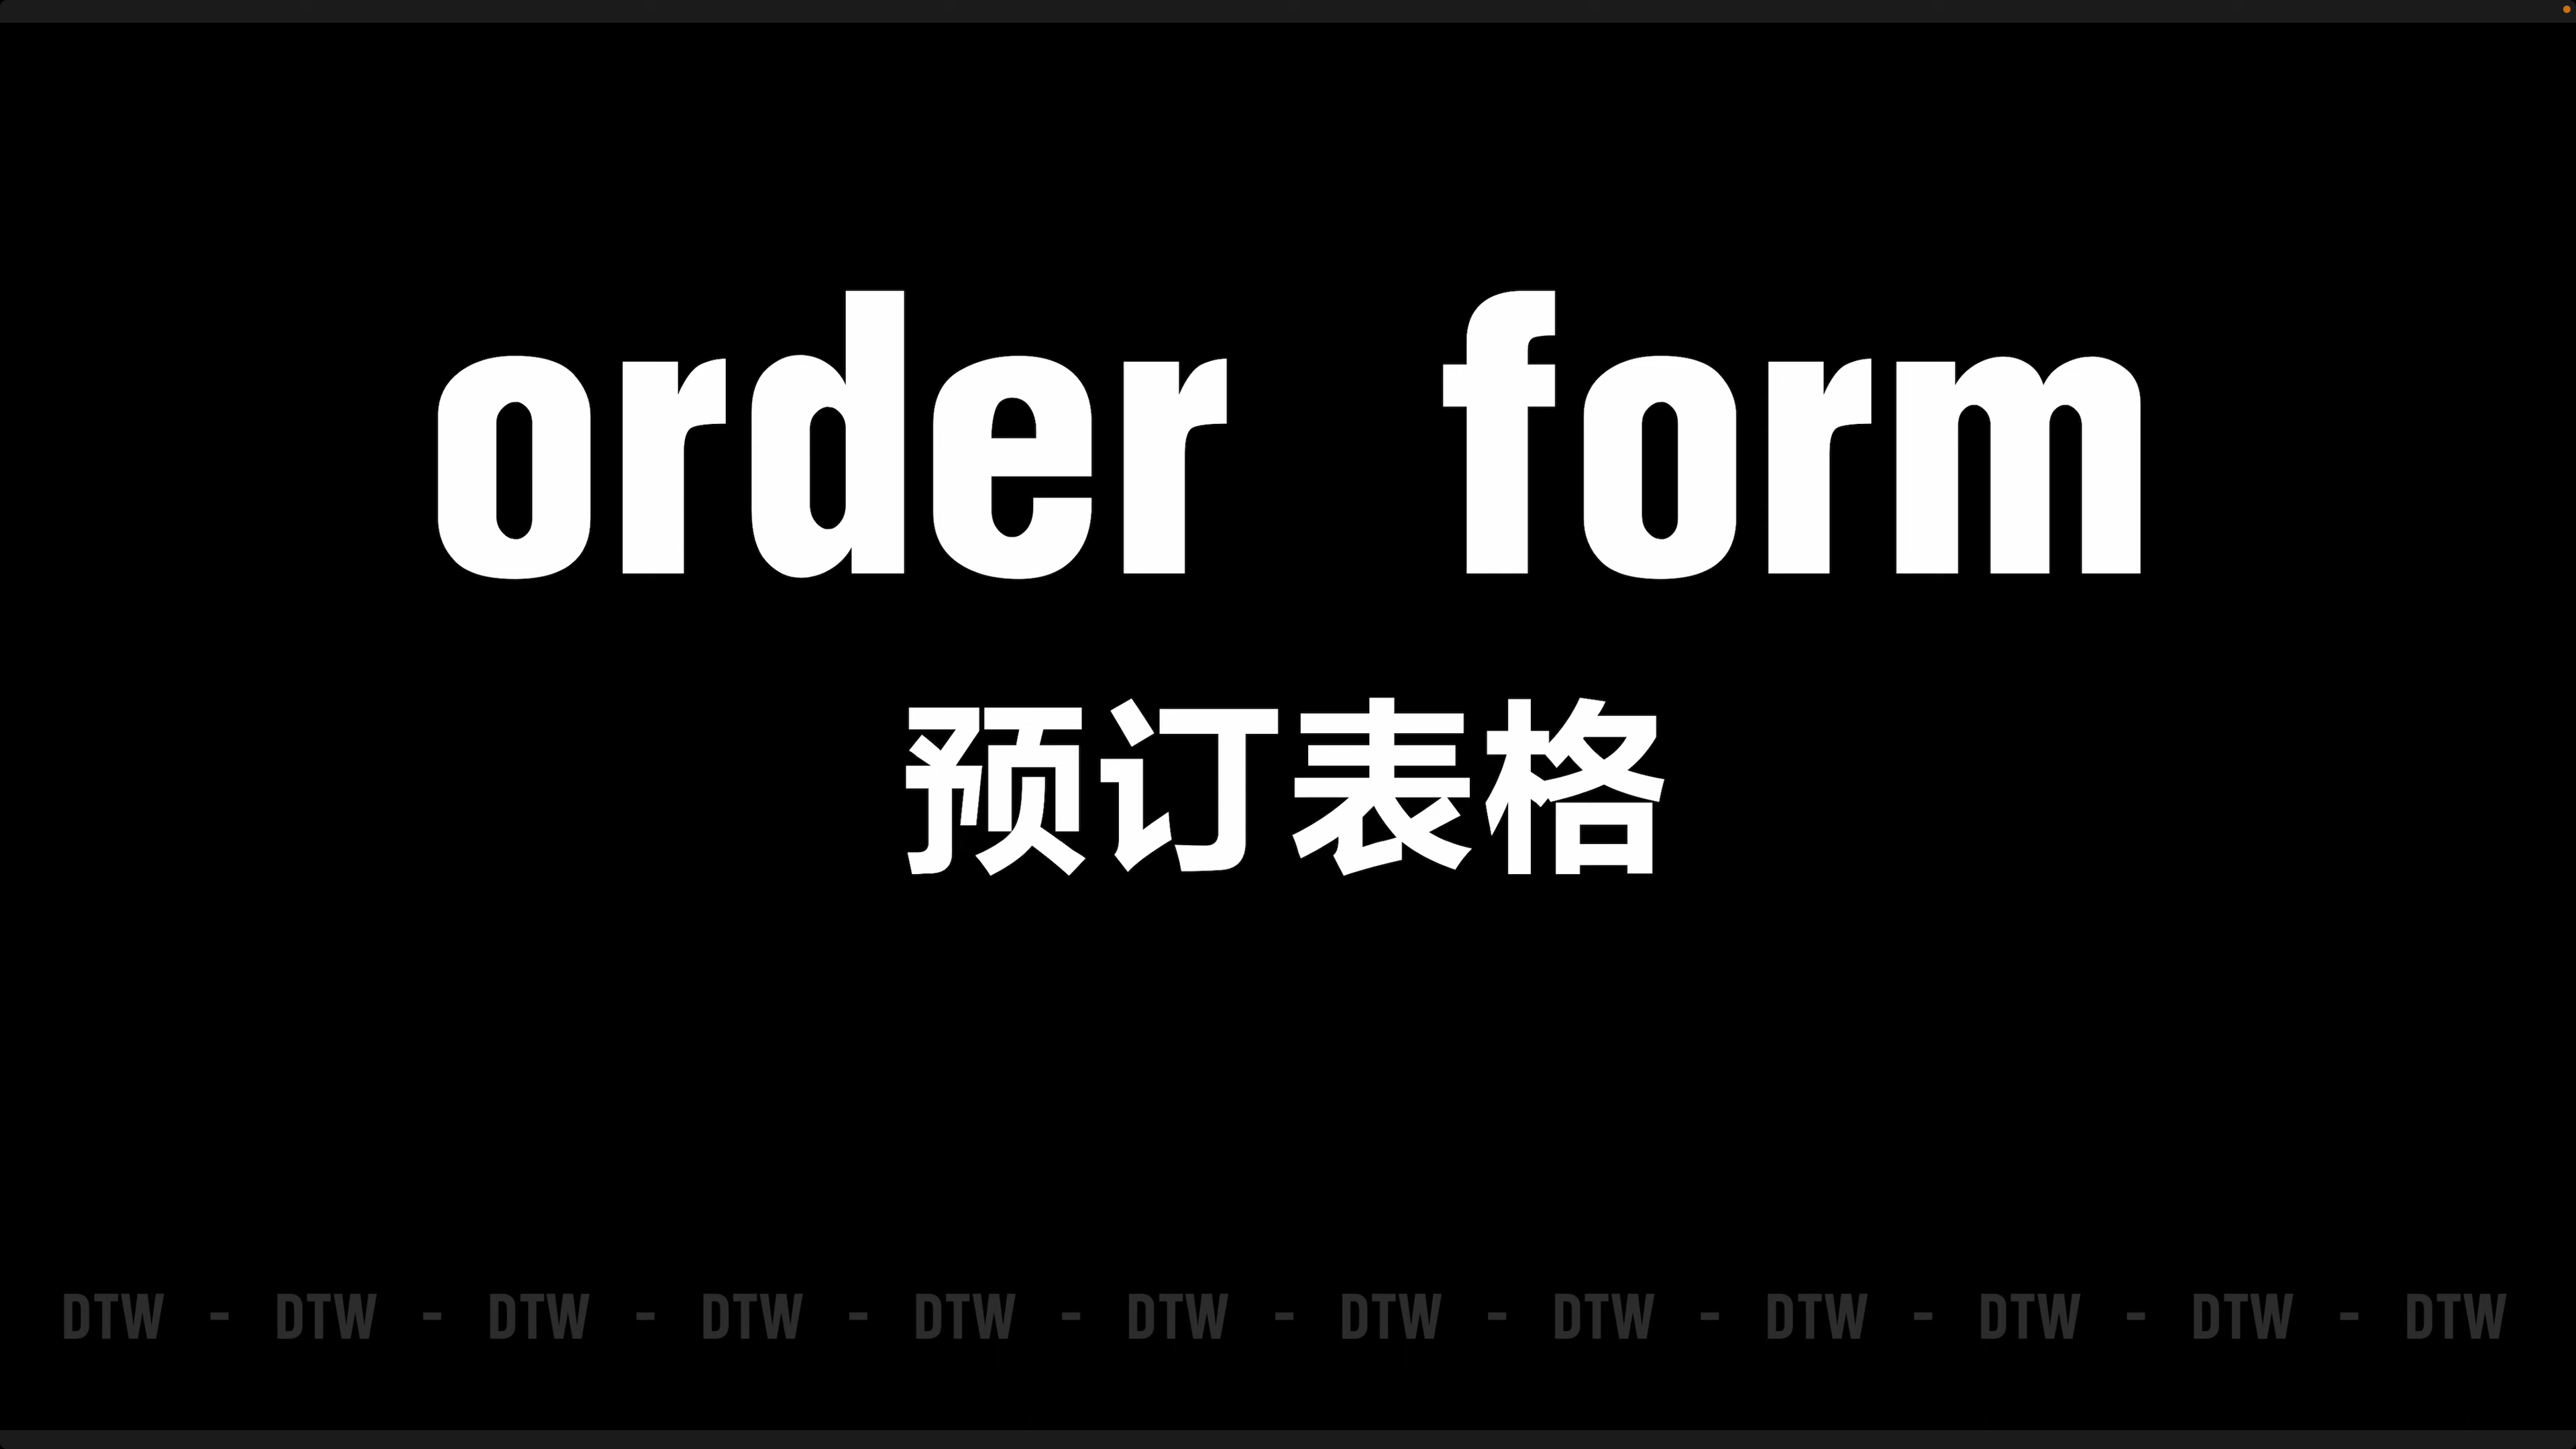 order form
预订表格
DTW - DTW - DTW - DTW - DTW - DTW - DTW - DTW - DTW - DTW - DTW - DTW